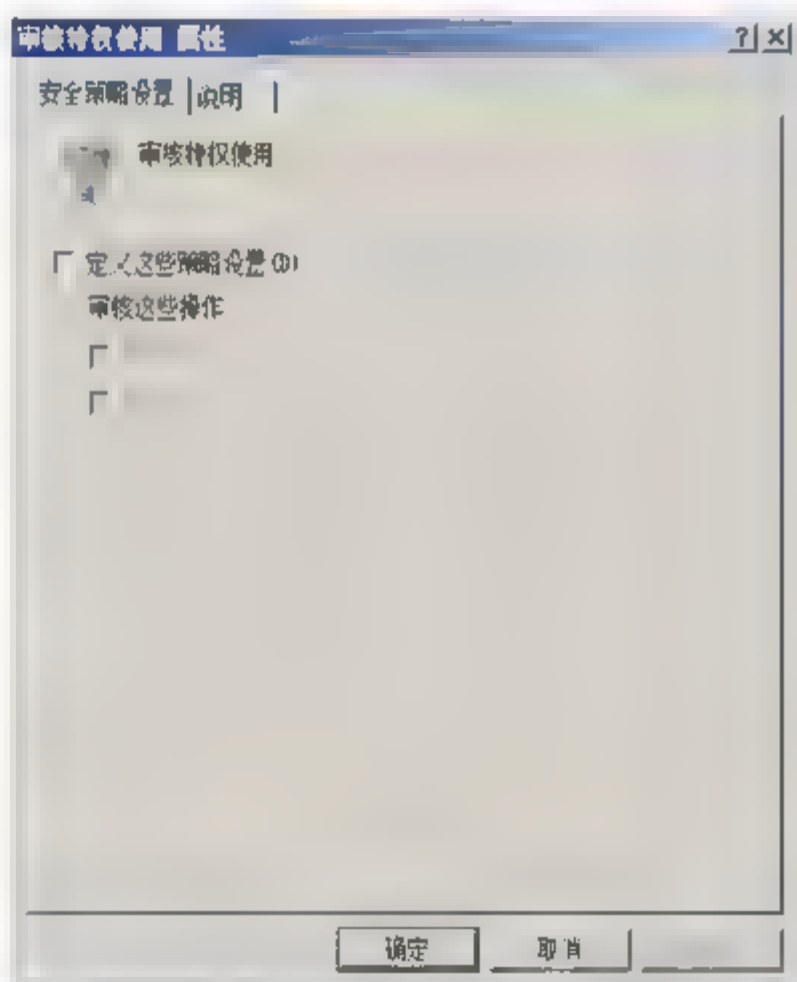 审核特权使用 属性
安全策略设置 说明
审核特权使用
定义这些策略设置(D)
审核这些操作
确定 取消